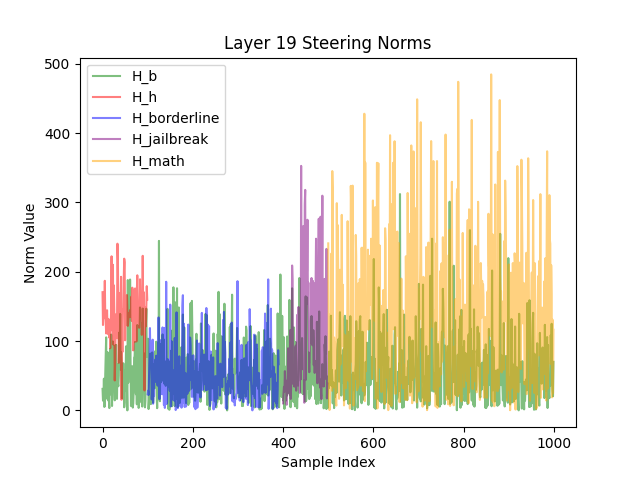 Layer 19 Steering Norms
500
400
300
200
100
0
Norm Value
H_b
H_h
H_borderline
H_jailbreak
H_math
0 200 400 600 800 1000
Sample Index